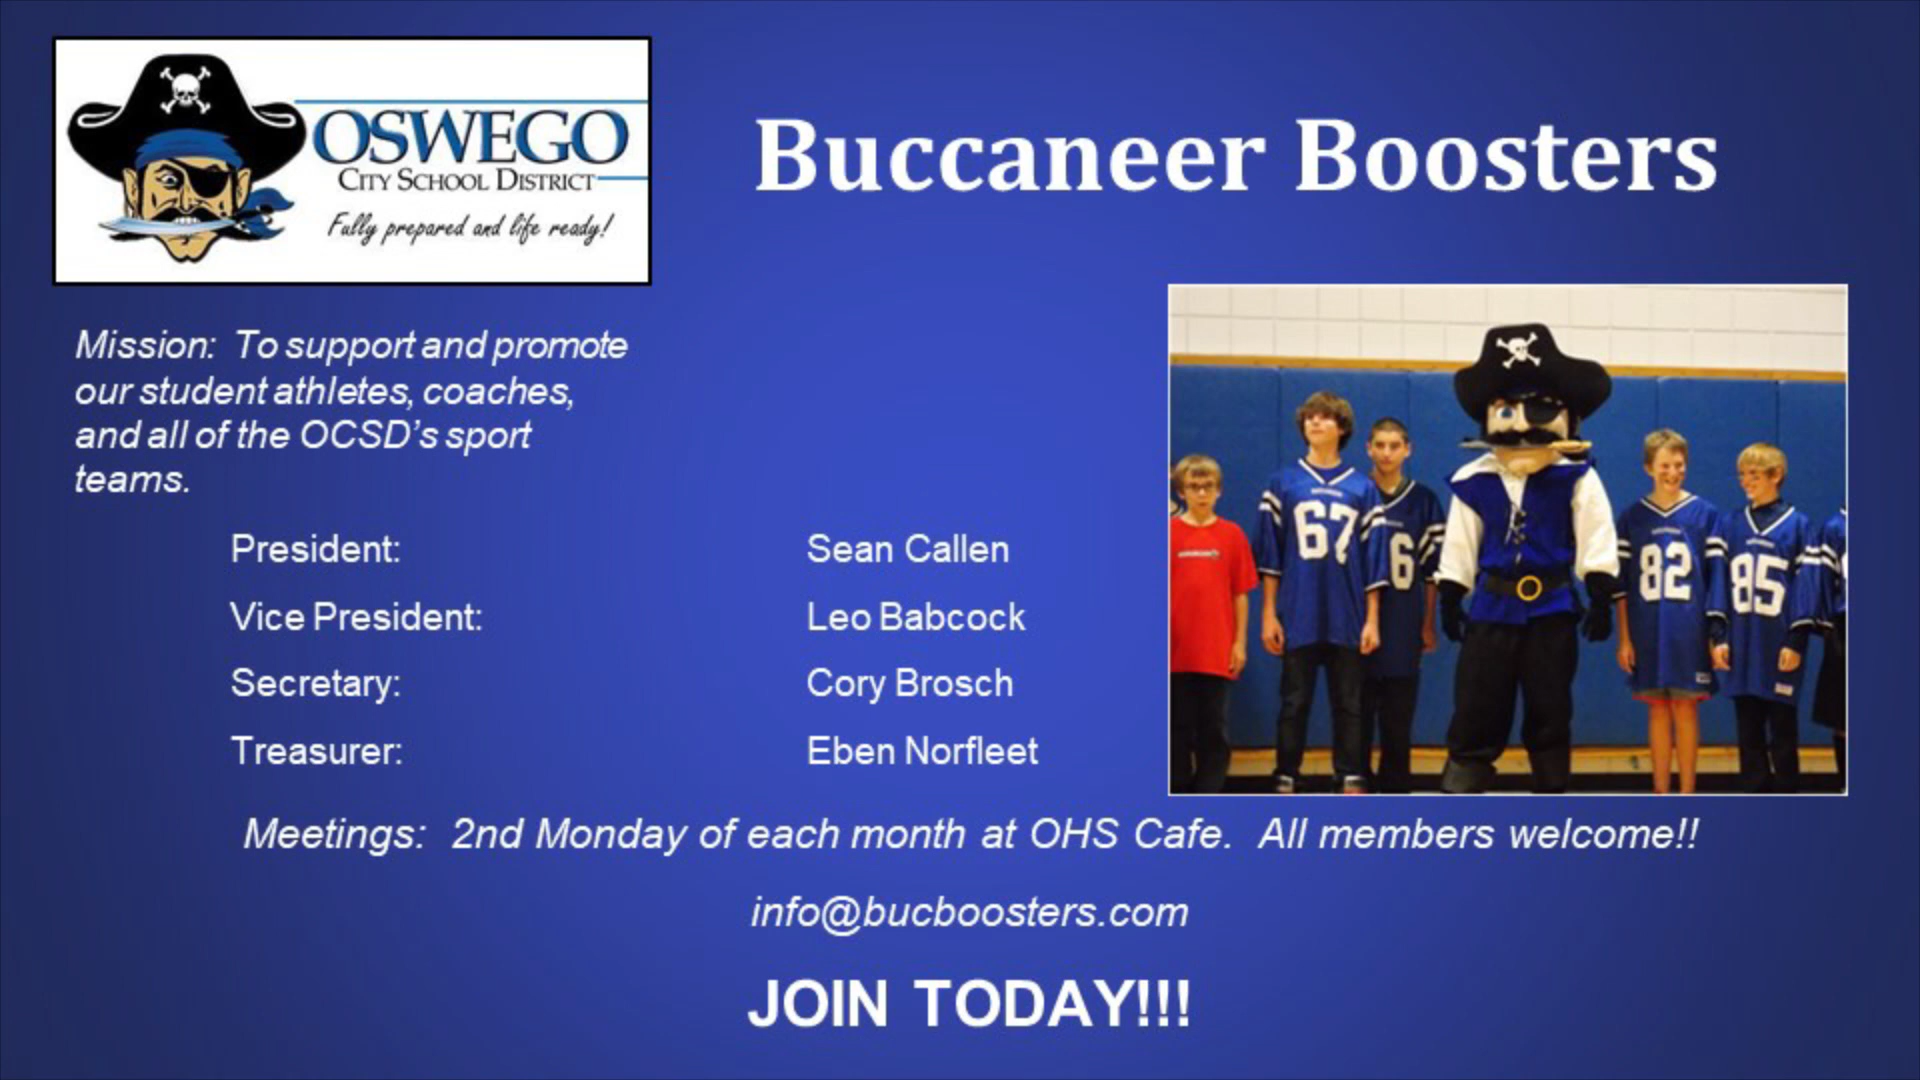 OSWEGO
CITY SCHOOL DISTRICT
Fully prepared and life ready!
Buccaneer Boosters
Mission: To support and promote
our student athletes, coaches,
and all of the OCSD's sport
teams.
President: Sean Callen
Vice President: Leo Babcock
Secretary: Cory Brosch
Treasurer: Eben Norfleet
67
6
82
85
Meetings: 2nd Monday of each month at OHS Cafe. All members welcome!!
info@bucboosters.com
JOIN TODAY!!!